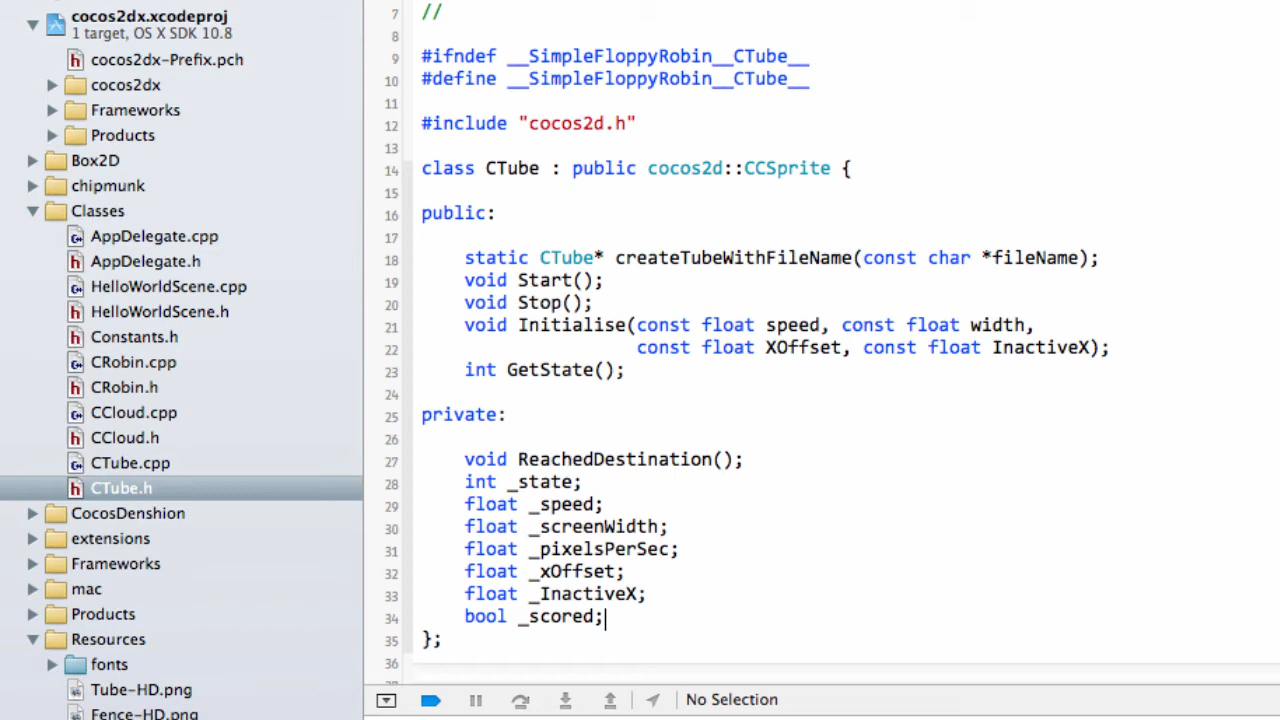 cocos2dx.xcodeproj
1 target, OS X SDK 10.8
cocos2dx-Prefix.pch
cocos2dx
Frameworks
Products
Box2D
chipmunk
Classes
AppDelegate.cpp
AppDelegate.h
HelloWorldScene.cpp
HelloWorldScene.h
Constants.h
CRobin.cpp
CRobin.h
CCloud.cpp
CCloud.h
CTube.cpp
CTube.h
CocosDenshion
extensions
Frameworks
mac
Products
Resources
fonts
Tube-HD.png
Fence-HD.png
7 //
8
9 #ifndef __SimpleFloppyRobin__CTube__
10 #define __SimpleFloppyRobin__CTube__
11
12 #include "cocos2d.h"
13
14 class CTube : public cocos2d::CCSprite {
15
16 public:
17
18 static CTube* createTubeWithFileName(const char *fileName);
19 void Start();
20 void Stop();
21 void Initialise(const float speed, const float width,
22 const float XOffset, const float InactiveX);
23 int GetState();
24
25 private:
26
27 void ReachedDestination();
28 int _state;
29 float _speed;
30 float _screenWidth;
31 float _pixelsPerSec;
32 float _xOffset;
33 float _InactiveX;
34 bool _scored;
35 };
36
No Selection